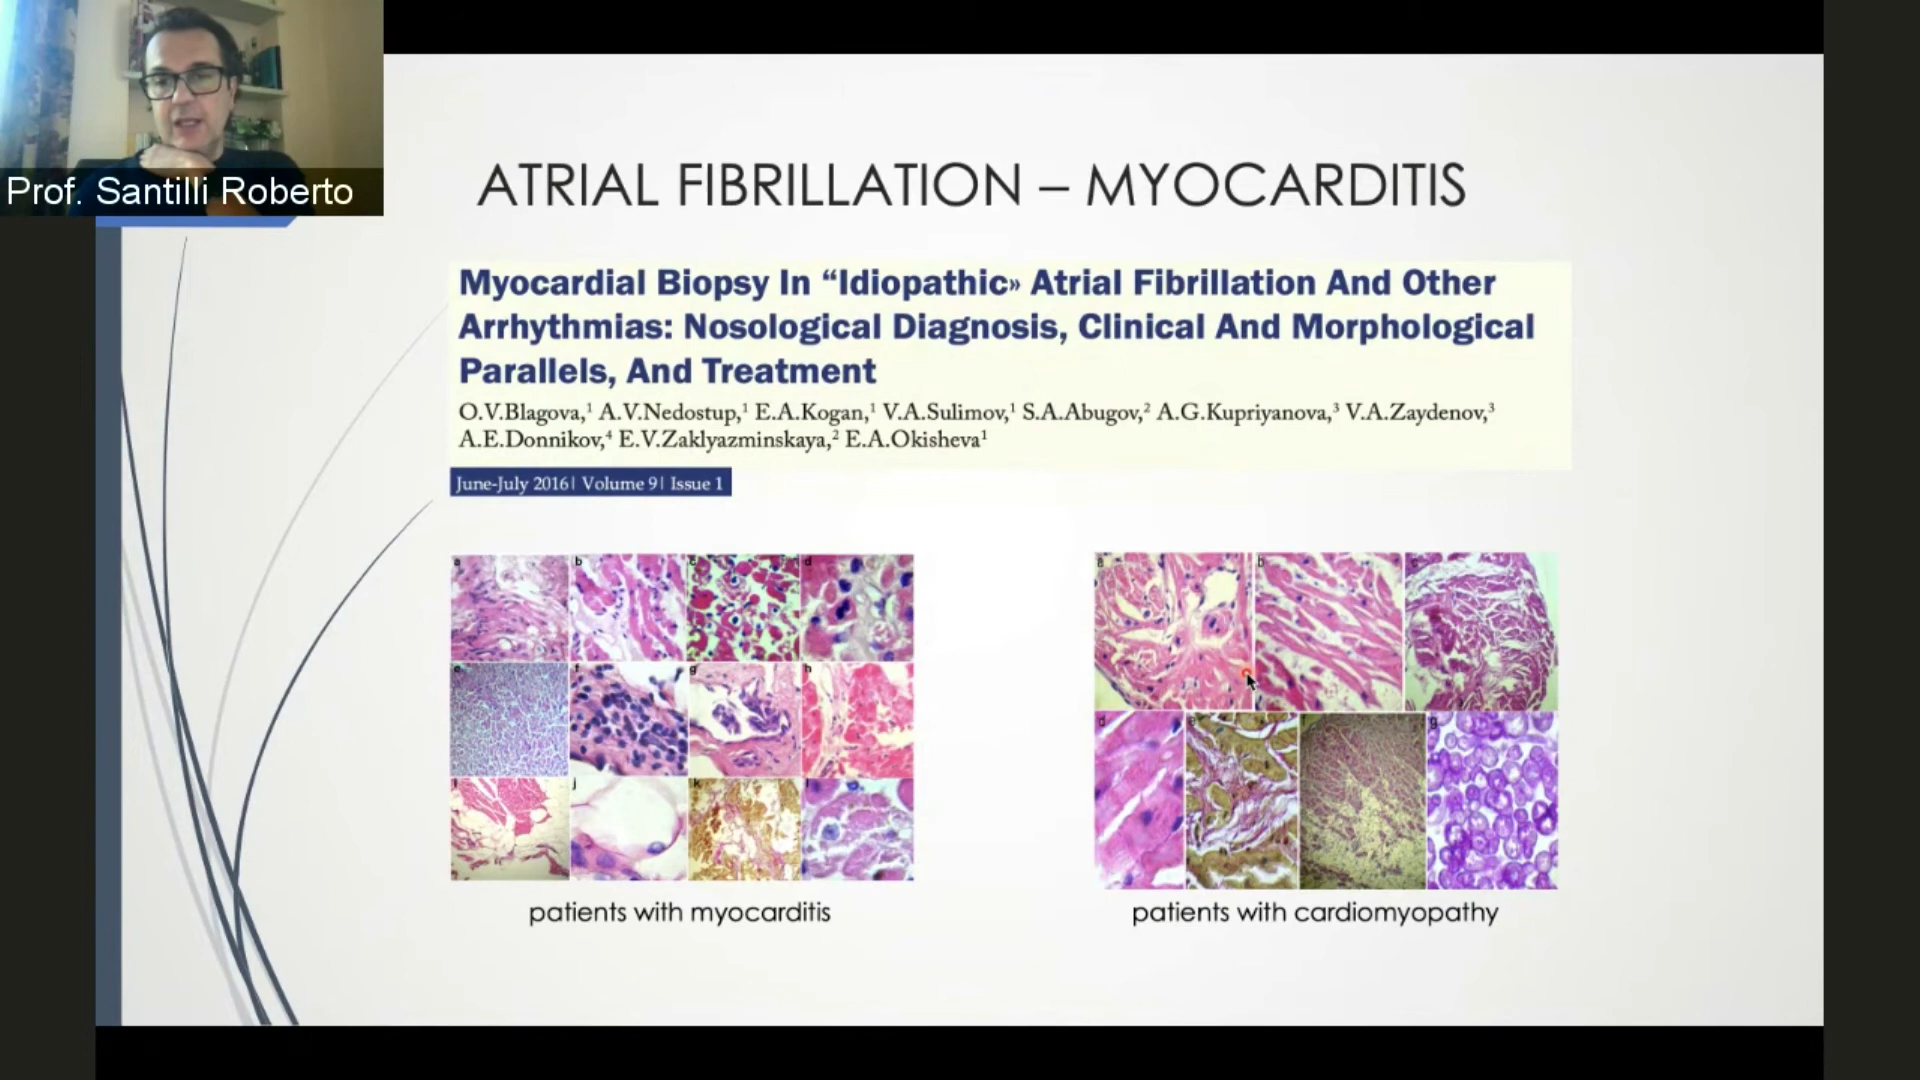 Prof. Santilli Roberto
ATRIAL FIBRILLATION – MYOCARDITIS
Myocardial Biopsy In “Idiopathic» Atrial Fibrillation And Other
Arrhythmias: Nosological Diagnosis, Clinical And Morphological
Parallels, And Treatment
O.V.Blagova,¹ A.V.Nedostup,¹ E.A.Kogan,¹ V.A.Sulimov,¹ S.A.Abugov,² A.G.Kupriyanova,³ V.A.Zaydenov,³
A.E.Donnikov,⁴ E.V.Zaklyazminskaya,² E.A.Okisheva¹
June-July 2016| Volume 9| Issue 1
a b c d
e f g h
i j k l
a b c
d e f g
patients with myocarditis
patients with cardiomyopathy